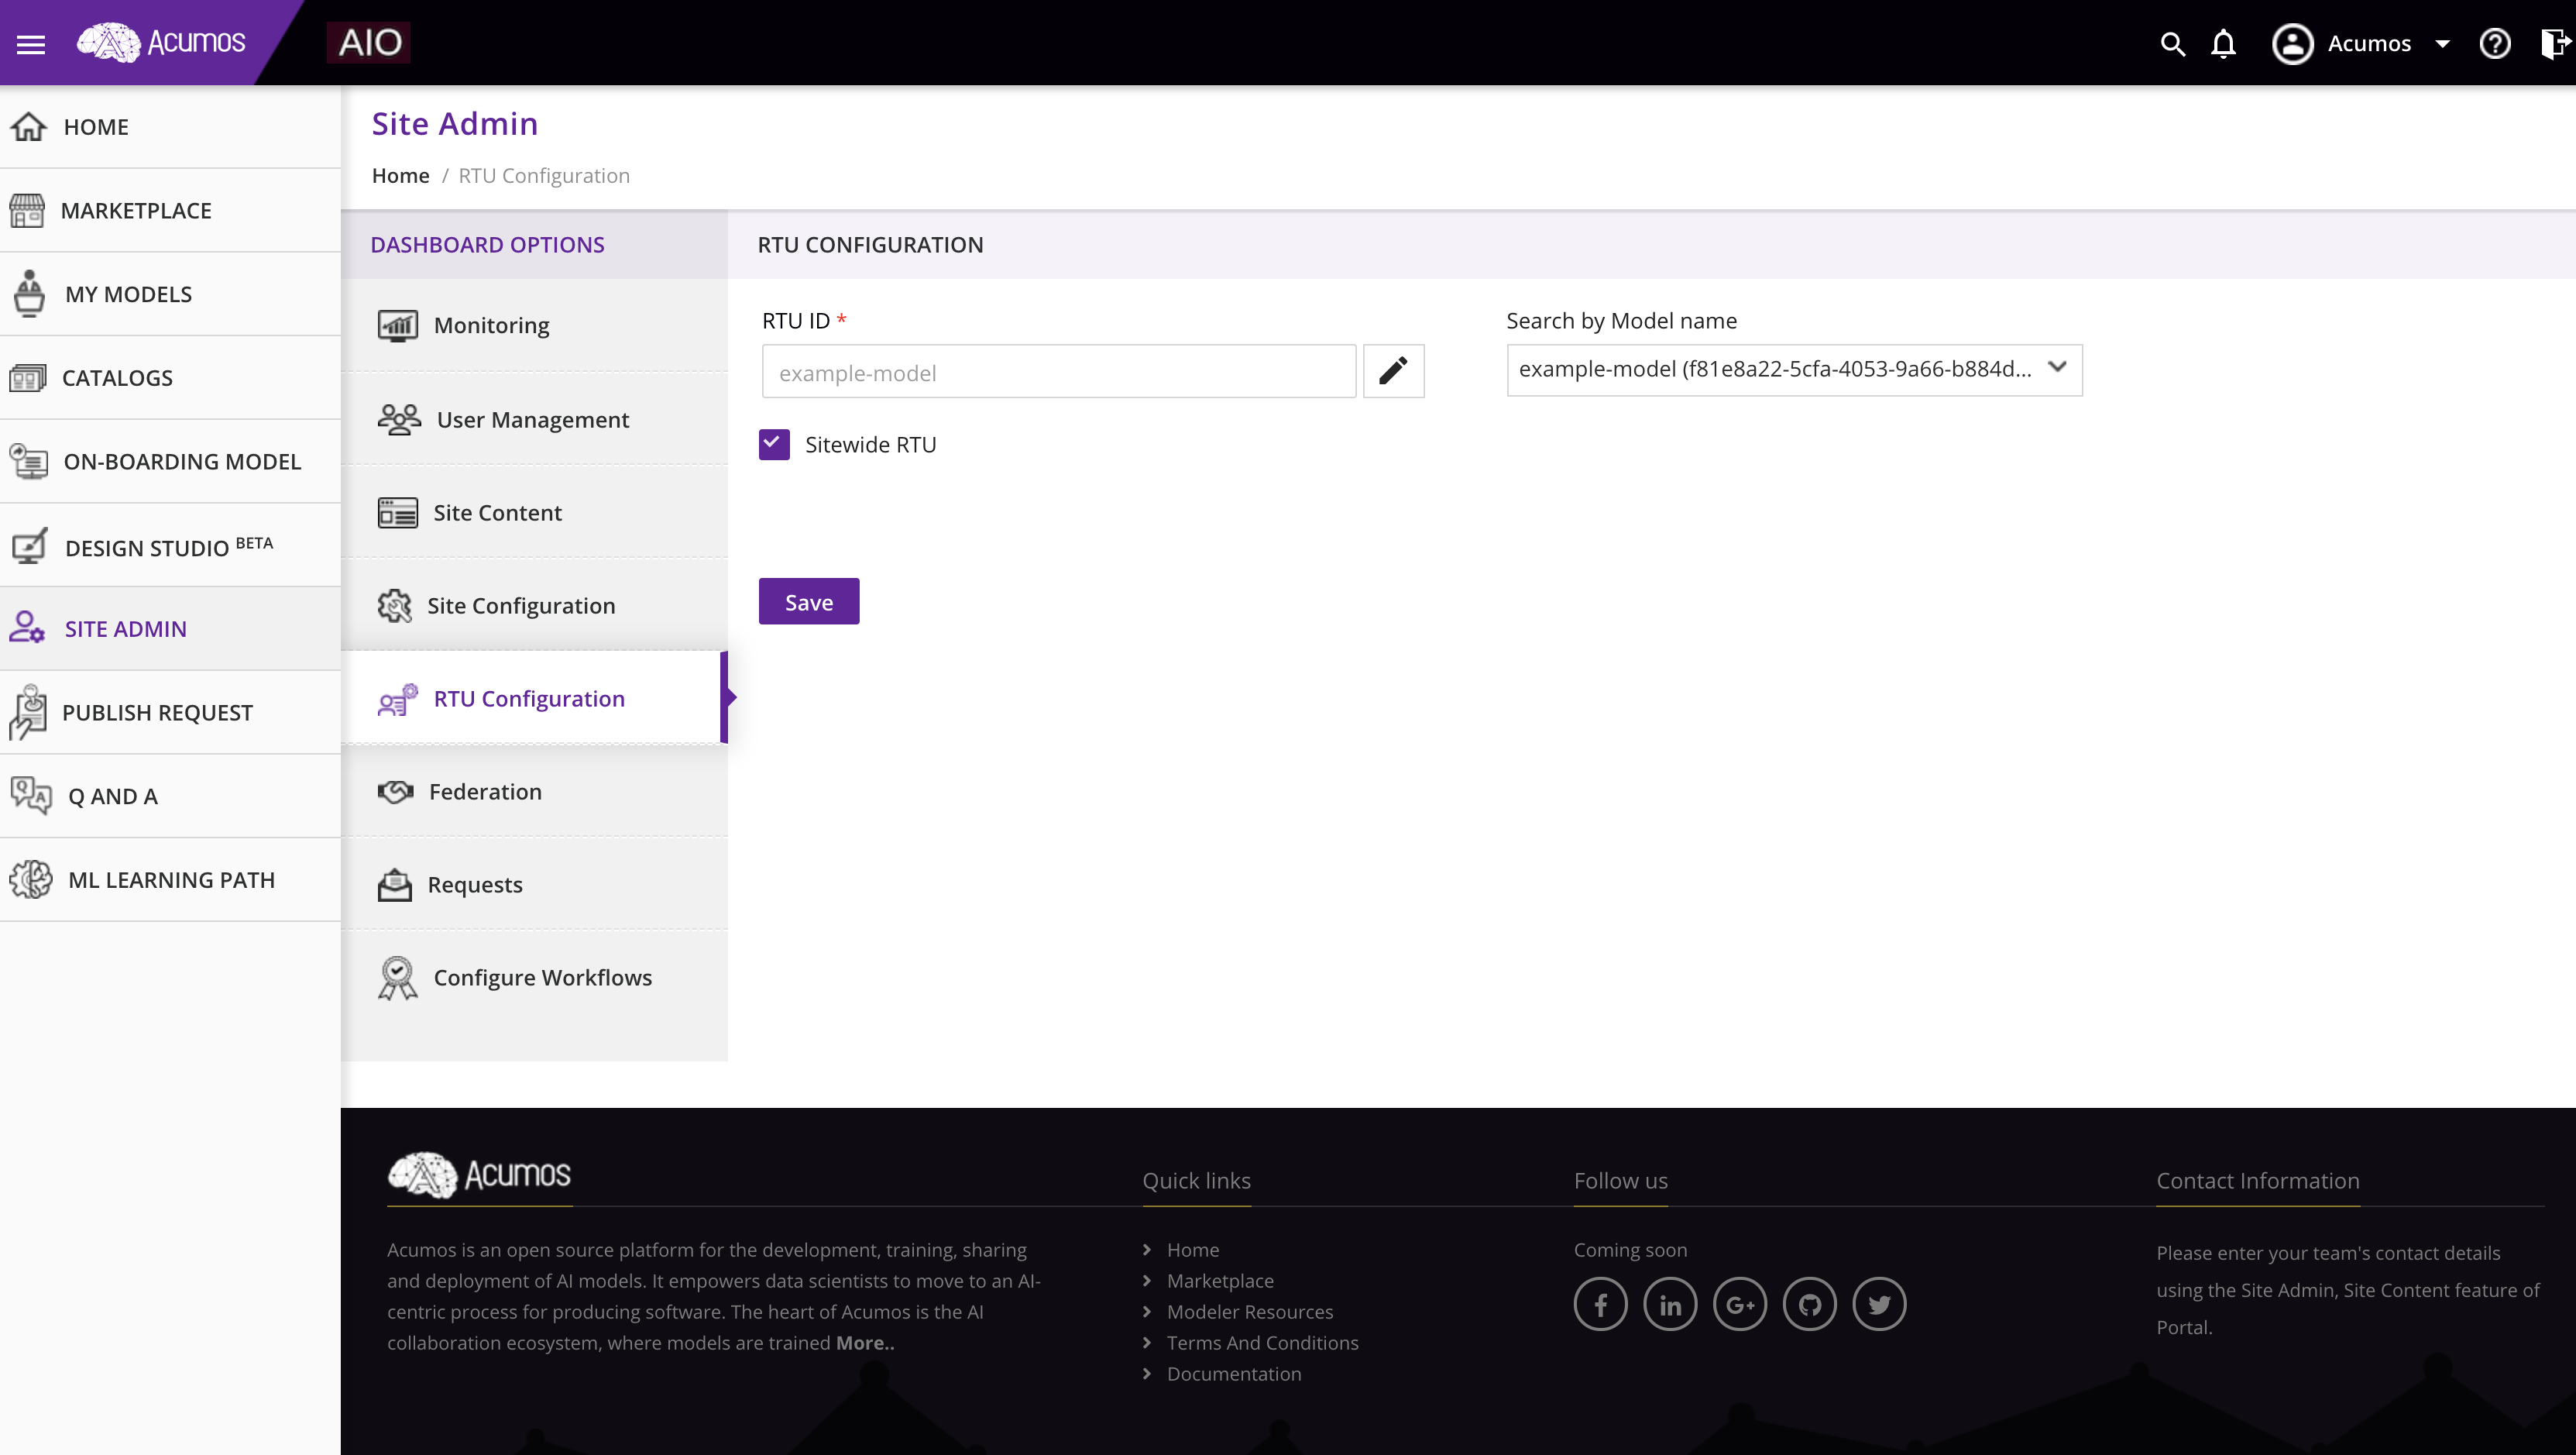 Acumos
AIO
Acumos
HOME
MARKETPLACE
MY MODELS
CATALOGS
ON-BOARDING MODEL
DESIGN STUDIO BETA
SITE ADMIN
PUBLISH REQUEST
Q AND A
ML LEARNING PATH
Site Admin
Home / RTU Configuration
DASHBOARD OPTIONS
Monitoring
User Management
Site Content
Site Configuration
RTU Configuration
Federation
Requests
Configure Workflows
RTU CONFIGURATION
RTU ID *
example-model
Search by Model name
example-model (f81e8a22-5cfa-4053-9a66-b884d...
Sitewide RTU
Save
Acumos
Acumos is an open source platform for the development, training, sharing
and deployment of AI models. It empowers data scientists to move to an AI-
centric process for producing software. The heart of Acumos is the AI
collaboration ecosystem, where models are trained More..
Quick links
Home
Marketplace
Modeler Resources
Terms And Conditions
Documentation
Follow us
Coming soon
Contact Information
Please enter your team's contact details
using the Site Admin, Site Content feature of
Portal.